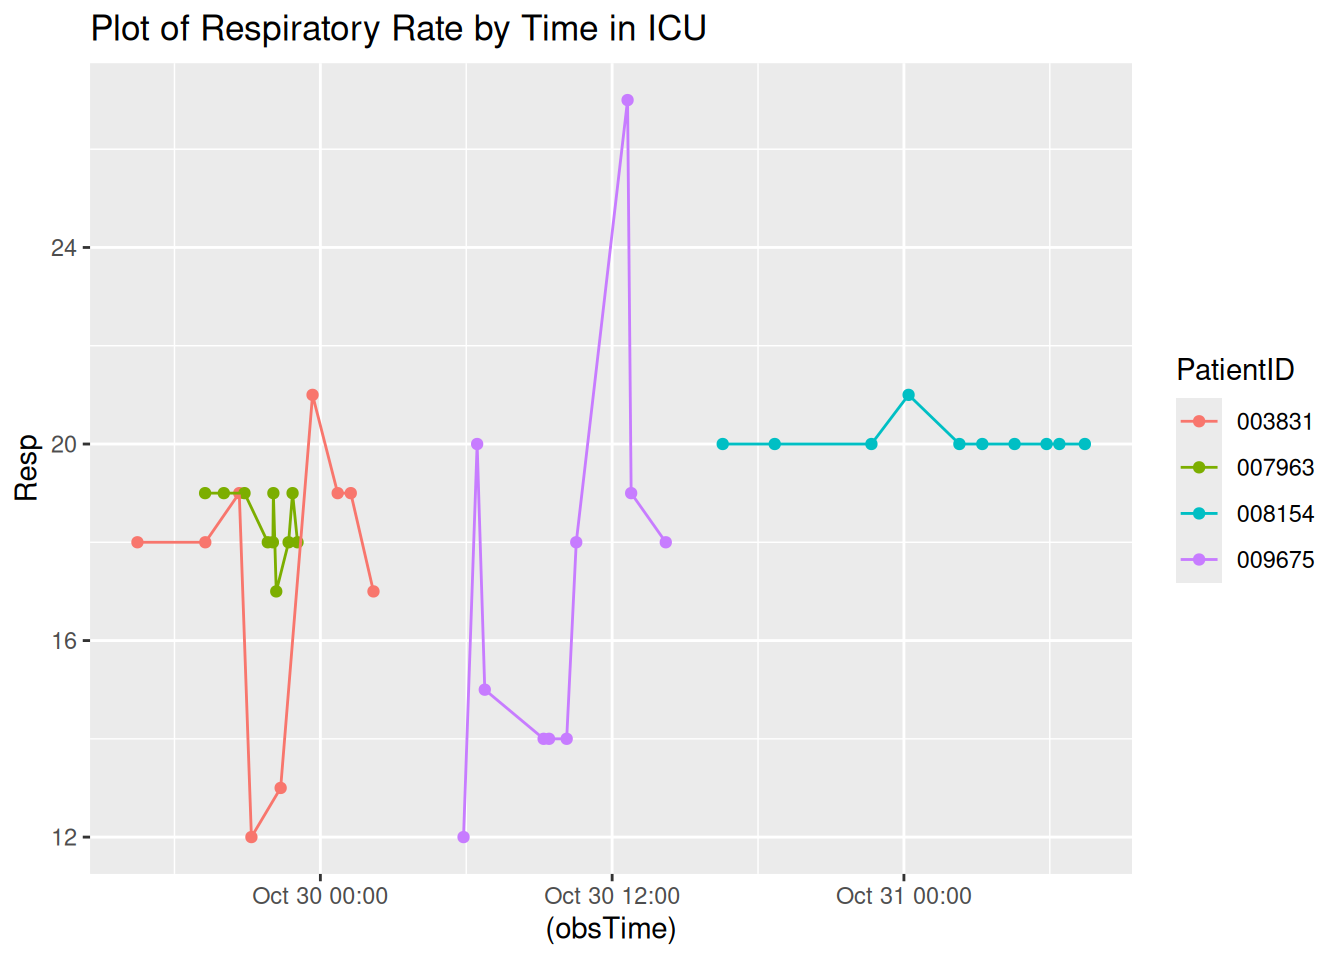 Plot of Respiratory Rate by Time in ICU
24
20
16
12
Resp
Oct 30 00:00
Oct 30 12:00
Oct 31 00:00
(obsTime)
PatientID
003831
007963
008154
009675